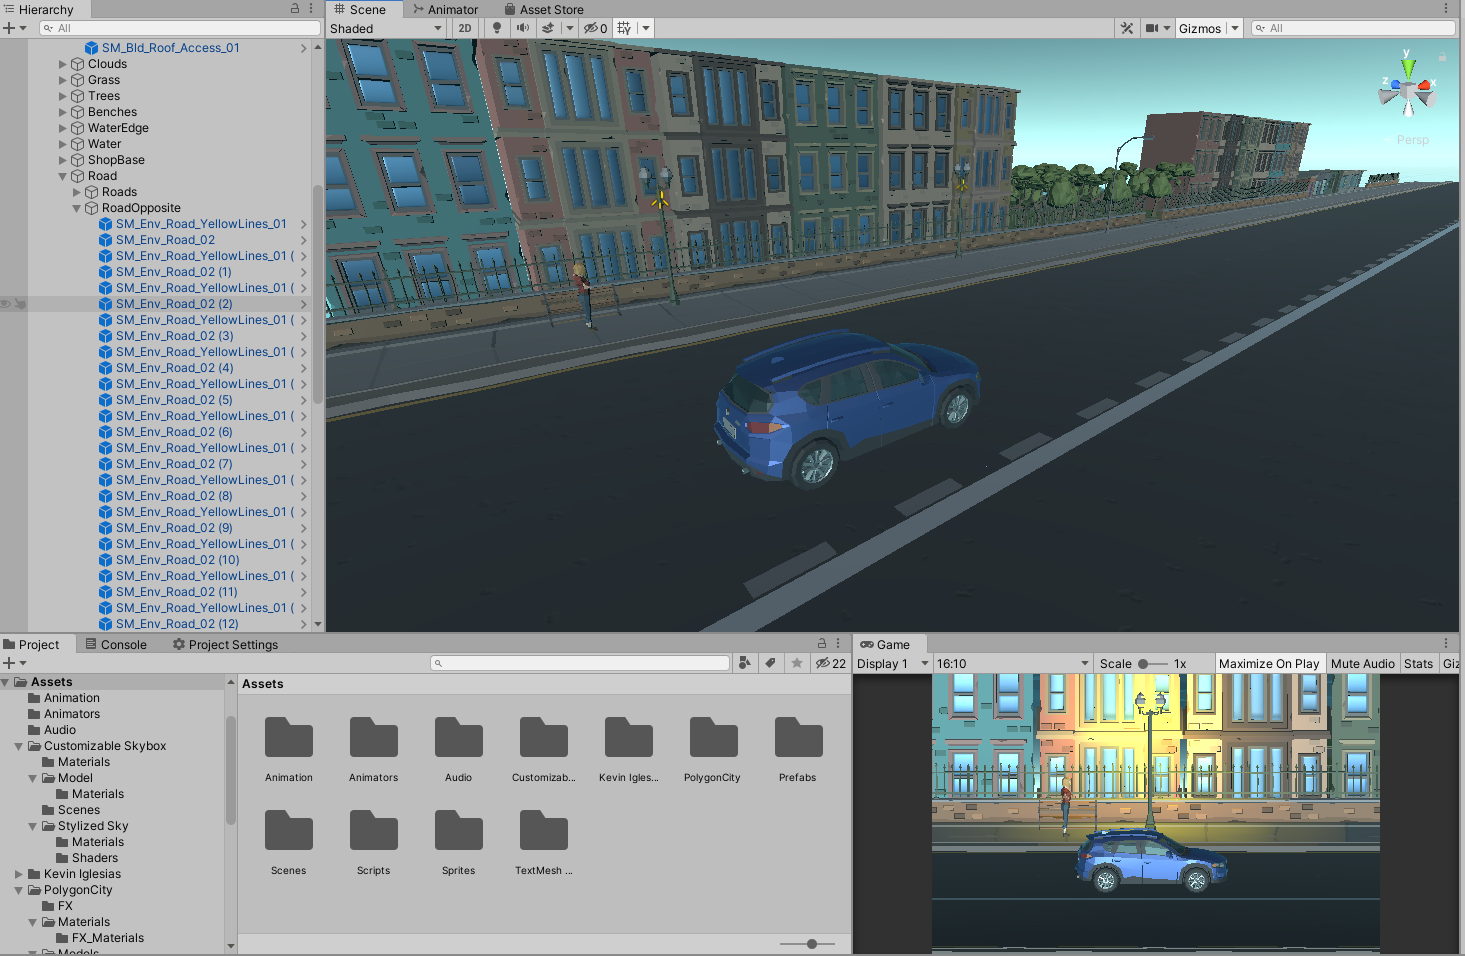 Hierarchy
All
SM_Bld_Roof_Access_01
Clouds
Grass
Trees
Benches
WaterEdge
Water
ShopBase
Road
Roads
RoadOpposite
SM_Env_Road_YellowLines_01
SM_Env_Road_02
SM_Env_Road_YellowLines_01 (
SM_Env_Road_02 (1)
SM_Env_Road_YellowLines_01 (
SM_Env_Road_02 (2)
SM_Env_Road_YellowLines_01 (
SM_Env_Road_02 (3)
SM_Env_Road_YellowLines_01 (
SM_Env_Road_02 (4)
SM_Env_Road_YellowLines_01 (
SM_Env_Road_02 (5)
SM_Env_Road_YellowLines_01 (
SM_Env_Road_02 (6)
SM_Env_Road_YellowLines_01 (
SM_Env_Road_02 (7)
SM_Env_Road_YellowLines_01 (
SM_Env_Road_02 (8)
SM_Env_Road_YellowLines_01 (
SM_Env_Road_02 (9)
SM_Env_Road_YellowLines_01 (
SM_Env_Road_02 (10)
SM_Env_Road_YellowLines_01 (
SM_Env_Road_02 (11)
SM_Env_Road_YellowLines_01 (
SM_Env_Road_02 (12)
Scene Animator Asset Store
Shaded 2D 0 Gizmos All
y
z x
Persp
Project Console Project Settings
22
Assets
Animation
Animators
Audio
Customizable Skybox
Materials
Model
Materials
Scenes
Stylized Sky
Materials
Shaders
Kevin Iglesias
PolygonCity
FX
Materials
FX_Materials
Models
Assets
Animation Animators Audio Customizab... Kevin Igles... PolygonCity Prefabs
Scenes Scripts Sprites TextMesh ...
Game
Display 1 16:10 Scale 1x Maximize On Play Mute Audio Stats Giz